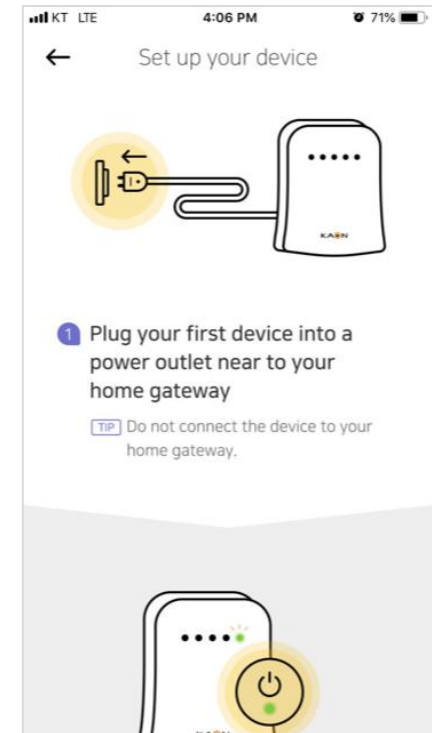 KT LTE 4:06 PM 71%
Set up your device
KAON
1 Plug your first device into a
power outlet near to your
home gateway
TIP Do not connect the device to your
home gateway.
KAON